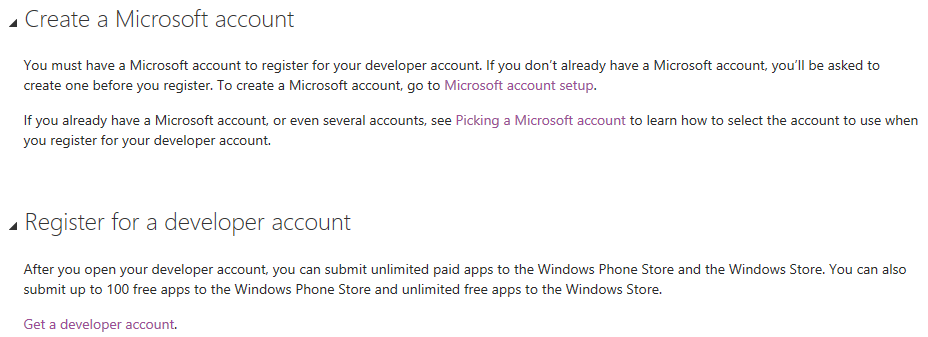 Create a Microsoft account
You must have a Microsoft account to register for your developer account. If you don't already have a Microsoft account, you'll be asked to
create one before you register. To create a Microsoft account, go to Microsoft account setup.
If you already have a Microsoft account, or even several accounts, see Picking a Microsoft account to learn how to select the account to use when
you register for your developer account.
Register for a developer account
After you open your developer account, you can submit unlimited paid apps to the Windows Phone Store and the Windows Store. You can also
submit up to 100 free apps to the Windows Phone Store and unlimited free apps to the Windows Store.
Get a developer account.